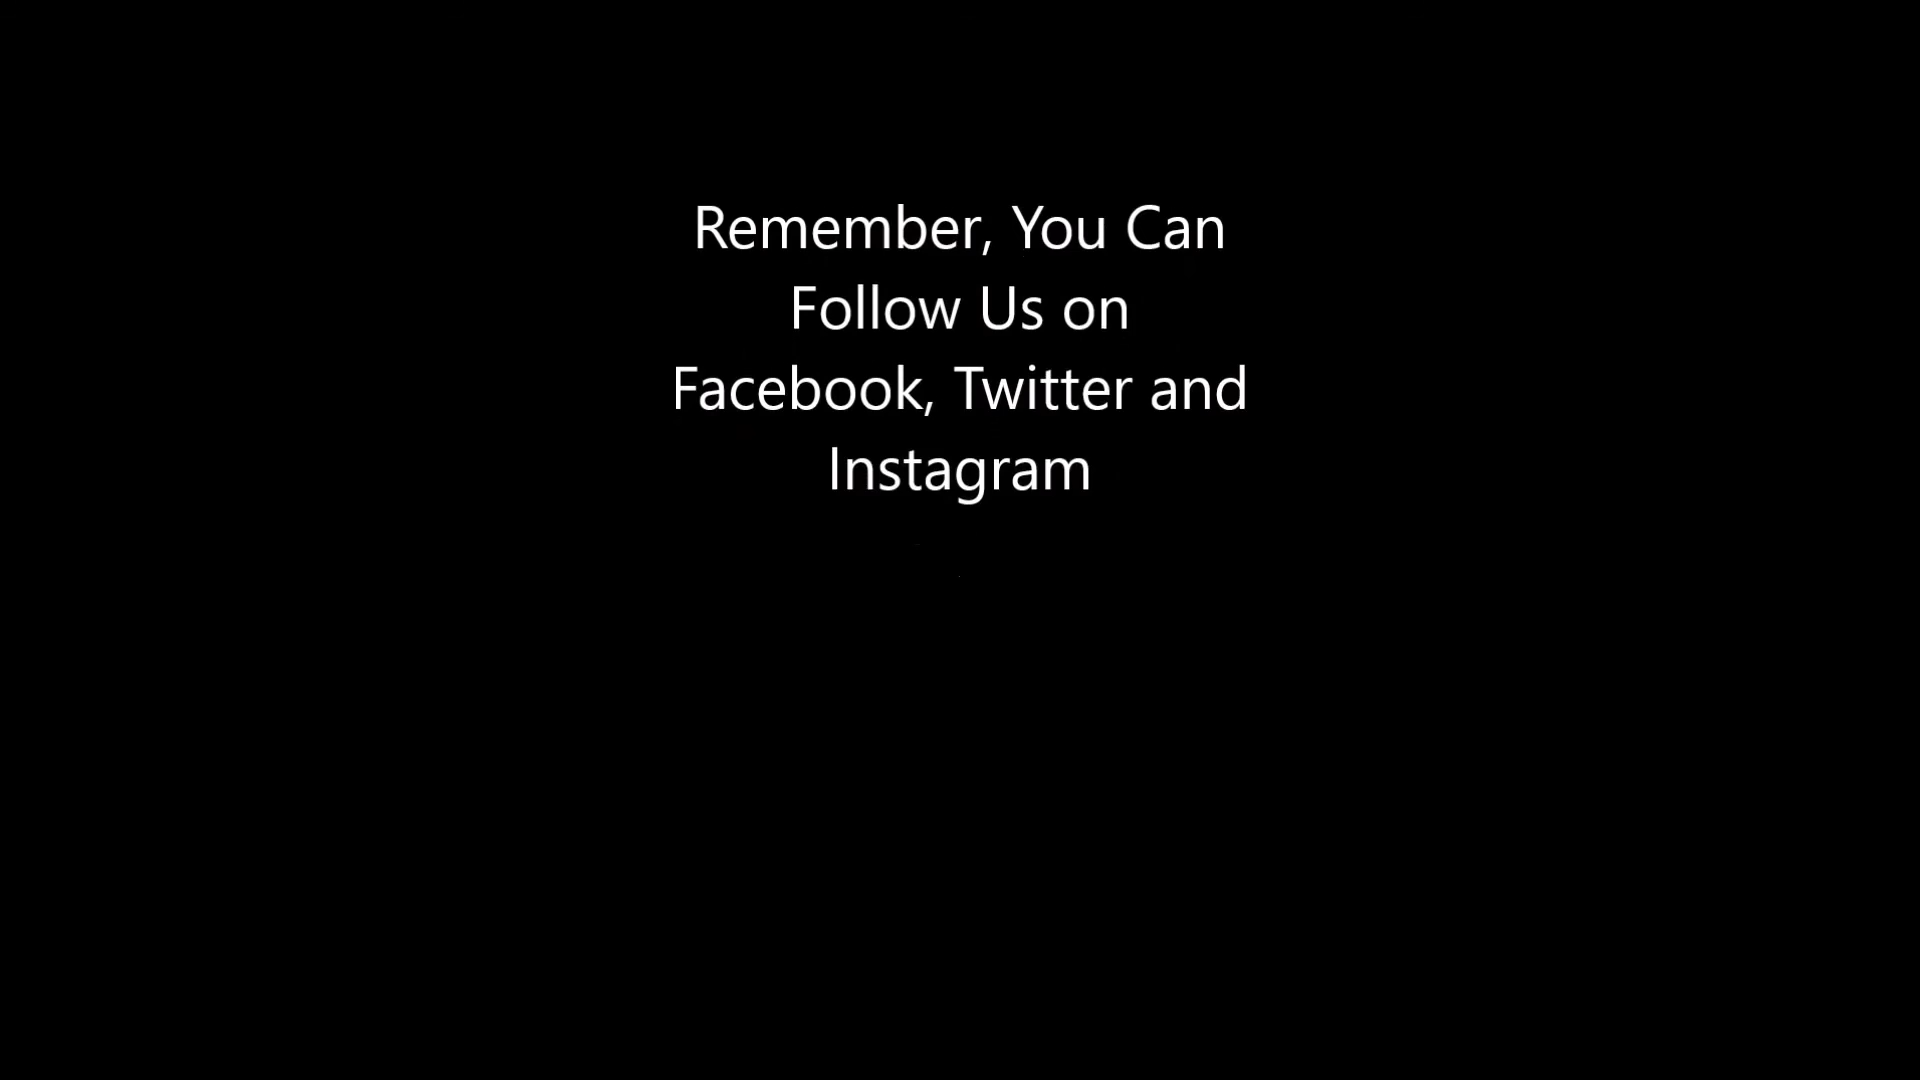 Remember, You Can
Follow Us on
Facebook, Twitter and
Instagram